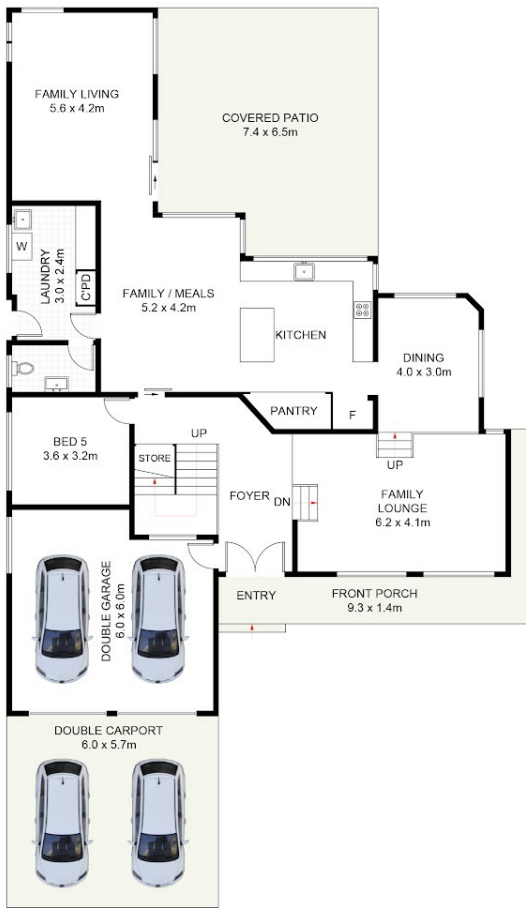 FAMILY LIVING
5.6 x 4.2m
COVERED PATIO
7.4 x 6.5m
W
LAUNDRY
3.0 x 2.4m
C'PD
FAMILY / MEALS
5.2 x 4.2m
KITCHEN
DINING
4.0 x 3.0m
PANTRY
F
BED 5
3.6 x 3.2m
UP
STORE
UP
FOYER
DN
FAMILY
LOUNGE
6.2 x 4.1m
DOUBLE GARAGE
6.0 x 6.0m
ENTRY
FRONT PORCH
9.3 x 1.4m
DOUBLE CARPORT
6.0 x 5.7m